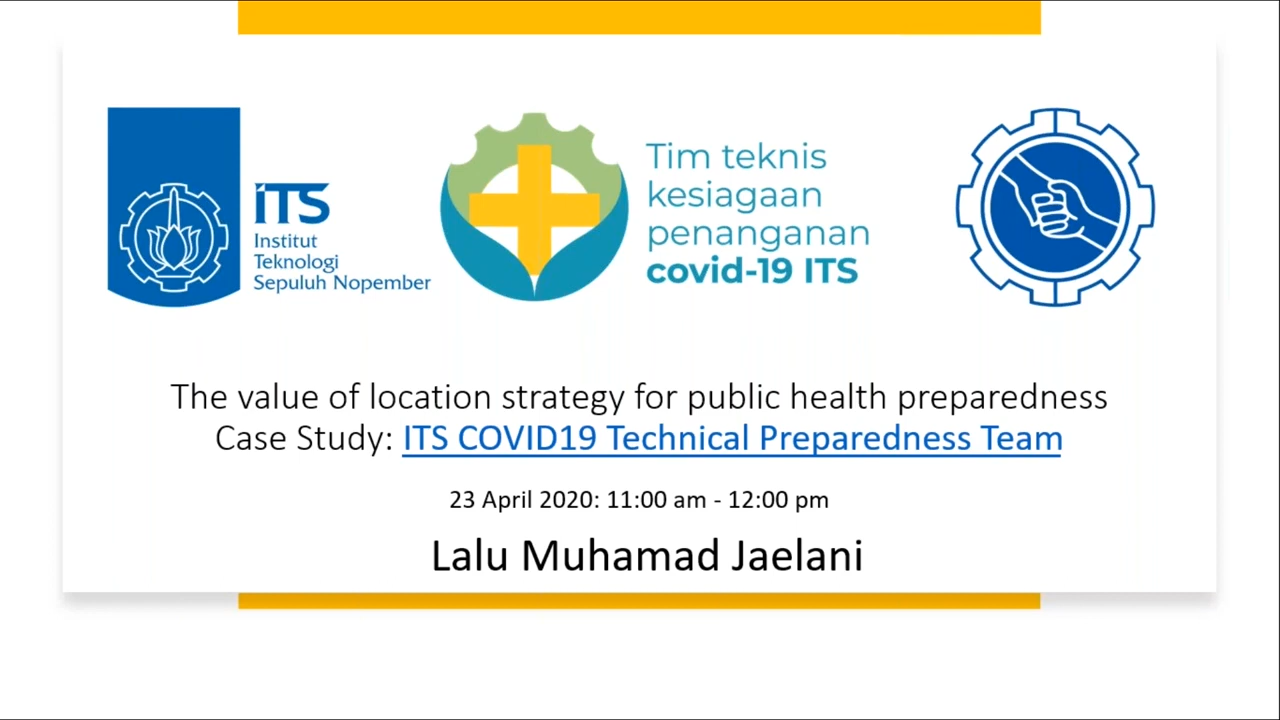 ITS
Institut
Teknologi
Sepuluh Nopember
Tim teknis
kesiagaan
penanganan
covid-19 ITS
The value of location strategy for public health preparedness
Case Study: ITS COVID19 Technical Preparedness Team
23 April 2020: 11:00 am - 12:00 pm
Lalu Muhamad Jaelani